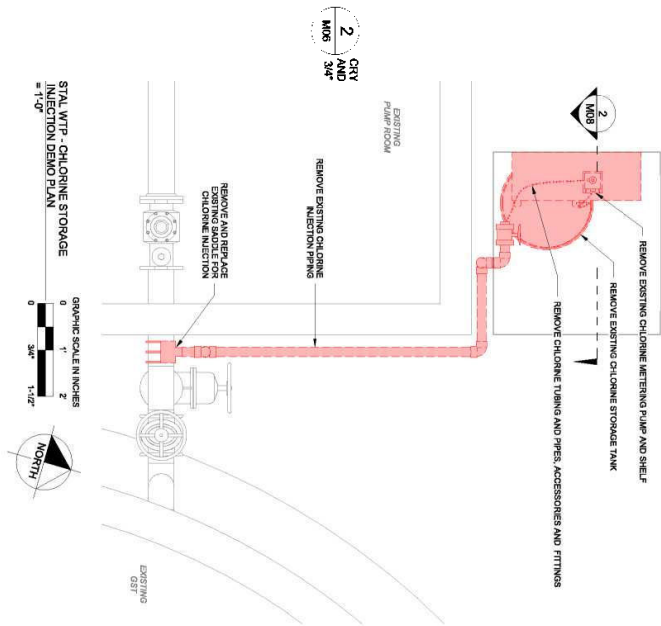 2
M08
REMOVE EXISTING CHLORINE METERING PUMP AND SHELF
REMOVE EXISTING CHLORINE STORAGE TANK
REMOVE CHLORINE TUBING AND PIPES, ACCESSORIES AND FITTINGS
EXISTING
PUMP ROOM
REMOVE EXISTING CHLORINE
INJECTION PIPING
REMOVE AND REPLACE
EXISTING SADDLE FOR
CHLORINE INJECTION
EXISTING
GST
2
M06
CRY
AND
3/4"
STAL WTP - CHLORINE STORAGE
INJECTION DEMO PLAN
= 1'-0"
GRAPHIC SCALE IN INCHES
0 1' 2'
0 3/4" 1-1/2"
NORTH